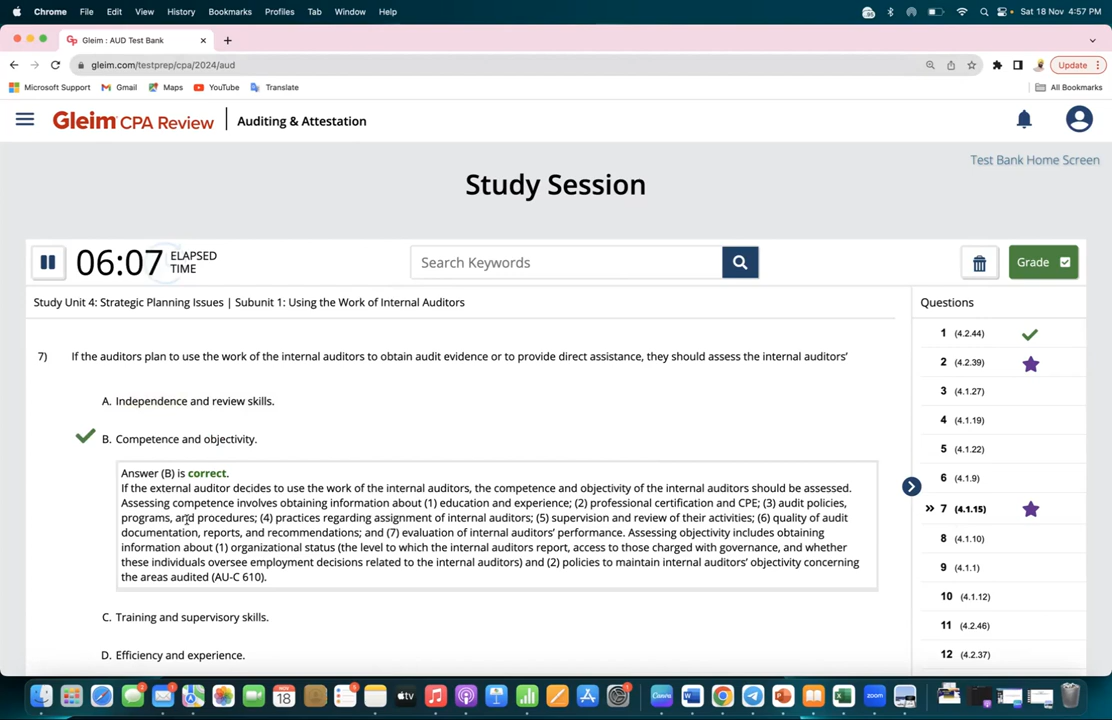 Chrome File Edit View History Bookmarks Profiles Tab Window Help
Sat 18 Nov 4:57 PM
Gleim : AUD Test Bank
gleim.com/testprep/cpa/2024/aud
Update
Microsoft Support Gmail Maps YouTube Translate
All Bookmarks
Gleim CPA Review Auditing & Attestation
Test Bank Home Screen
Study Session
06:07 ELAPSED
TIME
Search Keywords
Grade
Study Unit 4: Strategic Planning Issues | Subunit 1: Using the Work of Internal Auditors
7) If the auditors plan to use the work of the internal auditors to obtain audit evidence or to provide direct assistance, they should assess the internal auditors’
A. Independence and review skills.
B. Competence and objectivity.
Answer (B) is correct.
If the external auditor decides to use the work of the internal auditors, the competence and objectivity of the internal auditors should be assessed.
Assessing competence involves obtaining information about (1) education and experience; (2) professional certification and CPE; (3) audit policies,
programs, and procedures; (4) practices regarding assignment of internal auditors; (5) supervision and review of their activities; (6) quality of audit
documentation, reports, and recommendations; and (7) evaluation of internal auditors’ performance. Assessing objectivity includes obtaining
information about (1) organizational status (the level to which the internal auditors report, access to those charged with governance, and whether
these individuals oversee employment decisions related to the internal auditors) and (2) policies to maintain internal auditors’ objectivity concerning
the areas audited (AU-C 610).
C. Training and supervisory skills.
D. Efficiency and experience.
Questions
1 (4.2.44)
2 (4.2.39)
3 (4.1.27)
4 (4.1.19)
5 (4.1.22)
6 (4.1.9)
7 (4.1.15)
8 (4.1.10)
9 (4.1.1)
10 (4.1.12)
11 (4.2.46)
12 (4.2.37)
NOV
18
tv
zoom